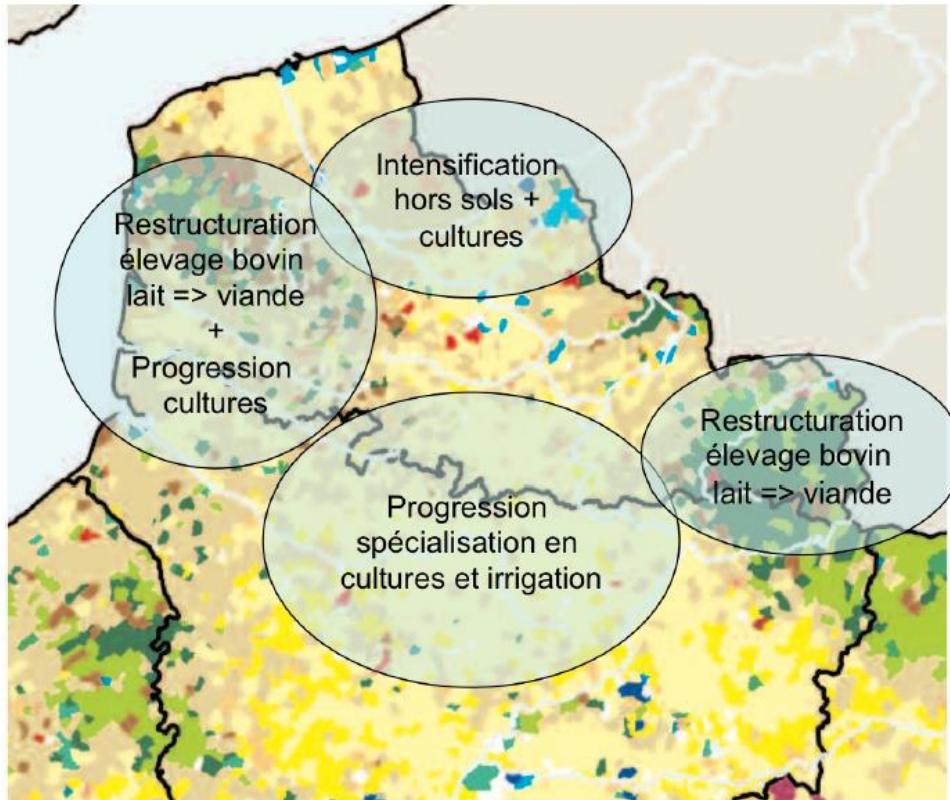 Intensification
hors sols +
cultures
Restructuration
élevage bovin
lait => viande
+
Progression
cultures
Restructuration
élevage bovin
lait => viande
Progression
spécialisation en
cultures et irrigation